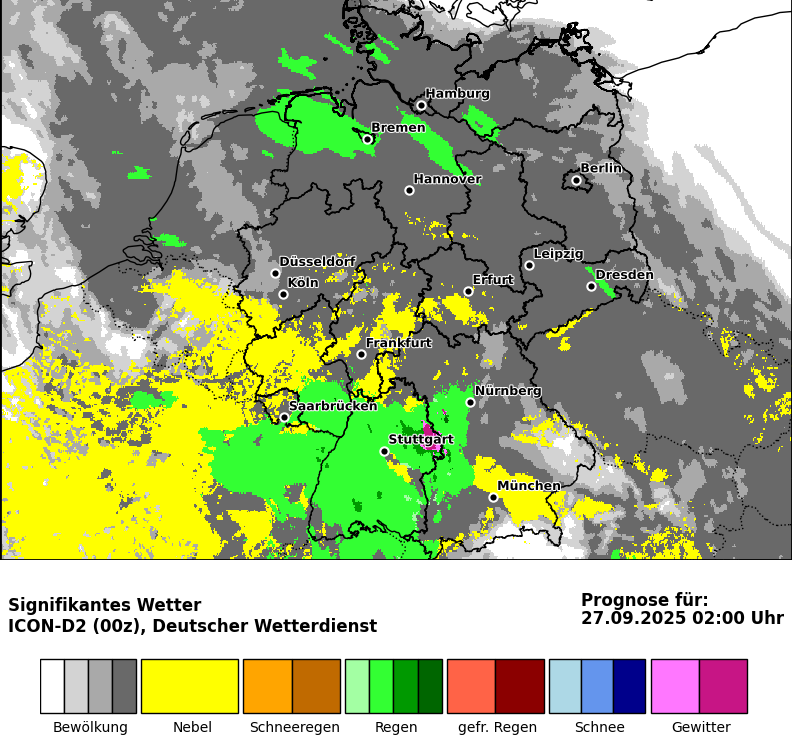 Hamburg
Bremen
Berlin
Hannover
Leipzig
Düsseldorf
Dresden
Erfurt
Köln
Frankfurt
Nürnberg
Saarbrücken
Stuttgart
München
Signifikantes Wetter
ICON-D2 (00z), Deutscher Wetterdienst
Prognose für:
27.09.2025 02:00 Uhr
Bewölkung Nebel Schneeregen Regen gefr. Regen Schnee Gewitter